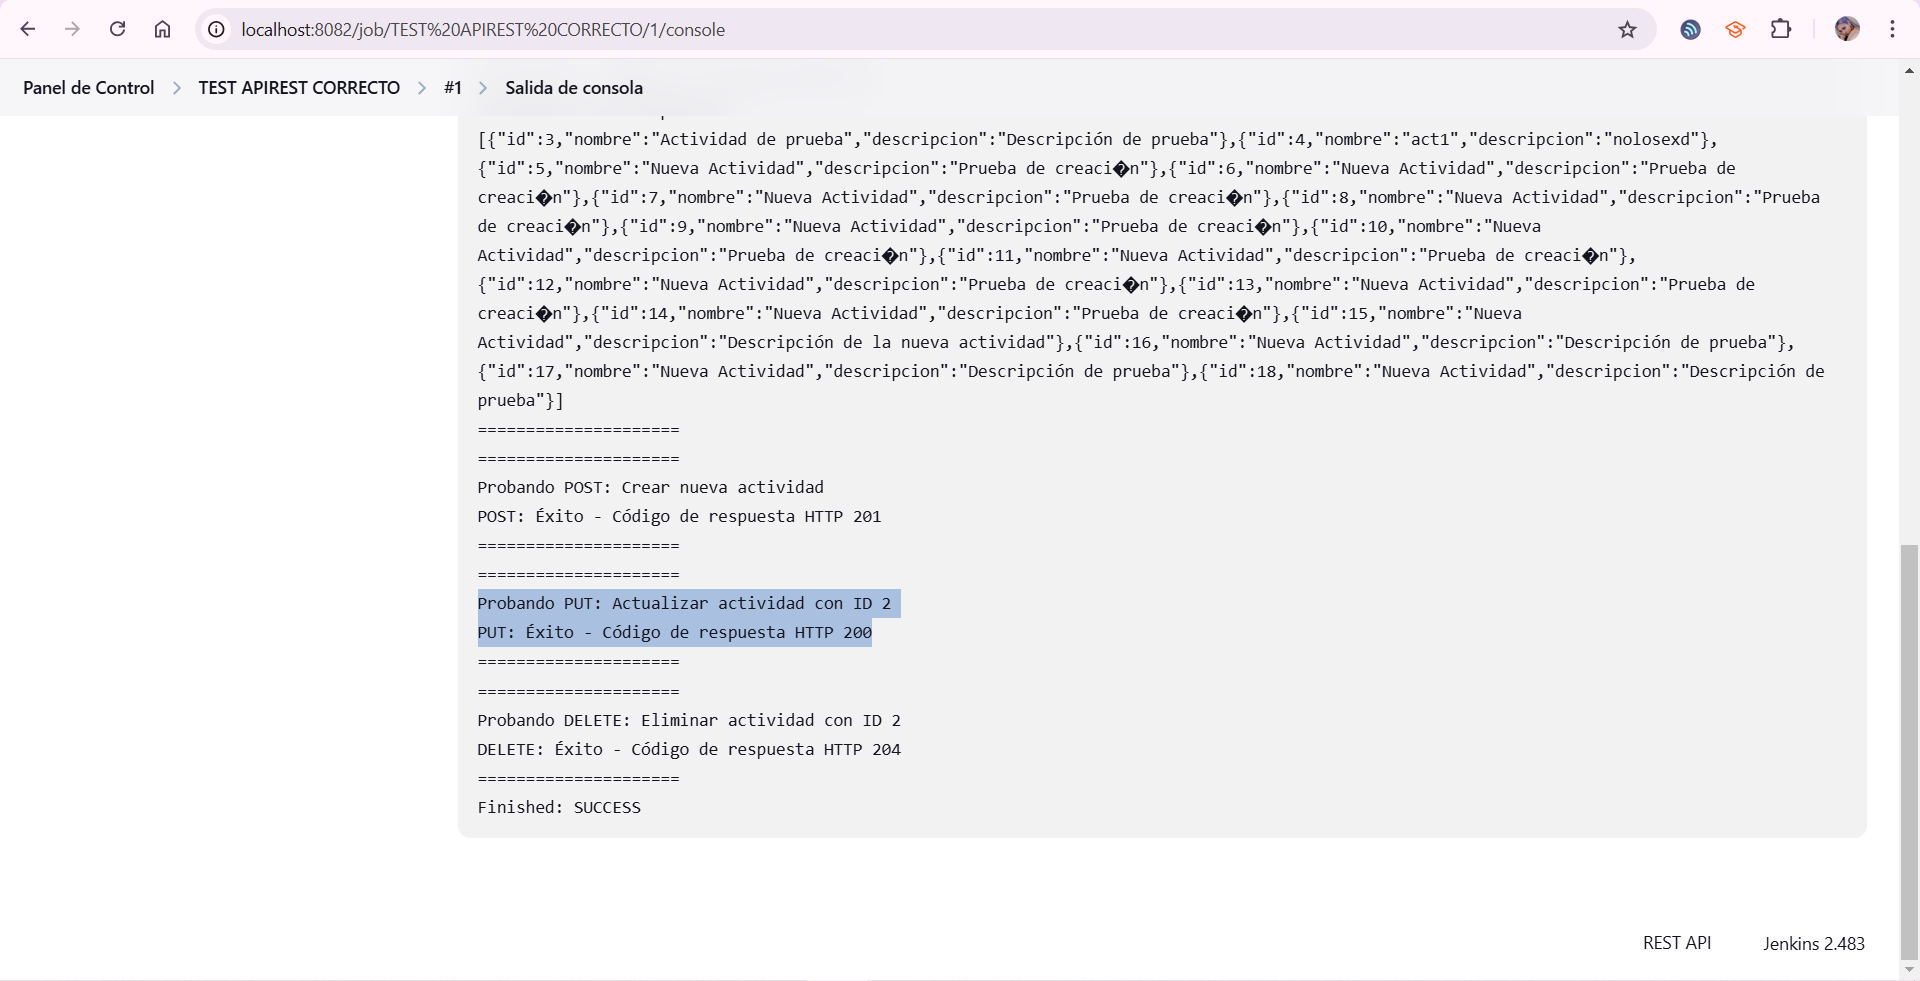 localhost:8082/job/TEST%20APIREST%20CORRECTO/1/console
Panel de Control > TEST APIREST CORRECTO > #1 > Salida de consola
[{"id":3,"nombre":"Actividad de prueba","descripcion":"Descripción de prueba"},{"id":4,"nombre":"act1","descripcion":"nolosexd"},
{"id":5,"nombre":"Nueva Actividad","descripcion":"Prueba de creaci�n"},{"id":6,"nombre":"Nueva Actividad","descripcion":"Prueba de
creaci�n"},{"id":7,"nombre":"Nueva Actividad","descripcion":"Prueba de creaci�n"},{"id":8,"nombre":"Nueva Actividad","descripcion":"Prueba
de creaci�n"},{"id":9,"nombre":"Nueva Actividad","descripcion":"Prueba de creaci�n"},{"id":10,"nombre":"Nueva
Actividad","descripcion":"Prueba de creaci�n"},{"id":11,"nombre":"Nueva Actividad","descripcion":"Prueba de creaci�n"},
{"id":12,"nombre":"Nueva Actividad","descripcion":"Prueba de creaci�n"},{"id":13,"nombre":"Nueva Actividad","descripcion":"Prueba de
creaci�n"},{"id":14,"nombre":"Nueva Actividad","descripcion":"Prueba de creaci�n"},{"id":15,"nombre":"Nueva
Actividad","descripcion":"Descripción de la nueva actividad"},{"id":16,"nombre":"Nueva Actividad","descripcion":"Descripción de prueba"},
{"id":17,"nombre":"Nueva Actividad","descripcion":"Descripción de prueba"},{"id":18,"nombre":"Nueva Actividad","descripcion":"Descripción de
prueba"}]
=====================
=====================
Probando POST: Crear nueva actividad
POST: Éxito - Código de respuesta HTTP 201
=====================
=====================
Probando PUT: Actualizar actividad con ID 2
PUT: Éxito - Código de respuesta HTTP 200
=====================
=====================
Probando DELETE: Eliminar actividad con ID 2
DELETE: Éxito - Código de respuesta HTTP 204
=====================
Finished: SUCCESS
REST API
Jenkins 2.483